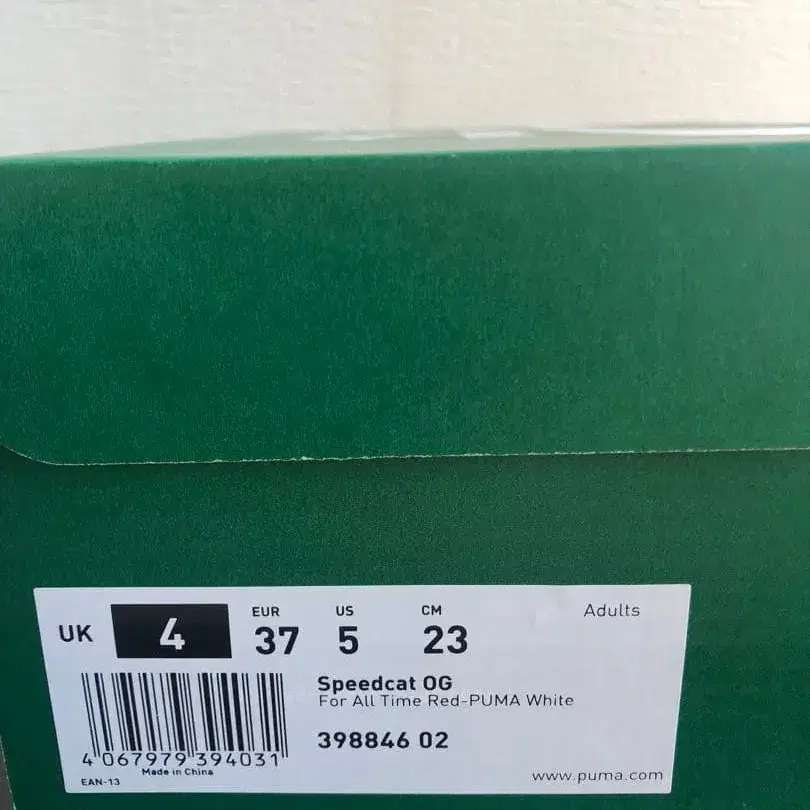 Adults
UK 4 EUR 37 US 5 CM 23
Speedcat OG
For All Time Red-PUMA White
398846 02
4 067979 394031
Made in China
EAN-13
www.puma.com